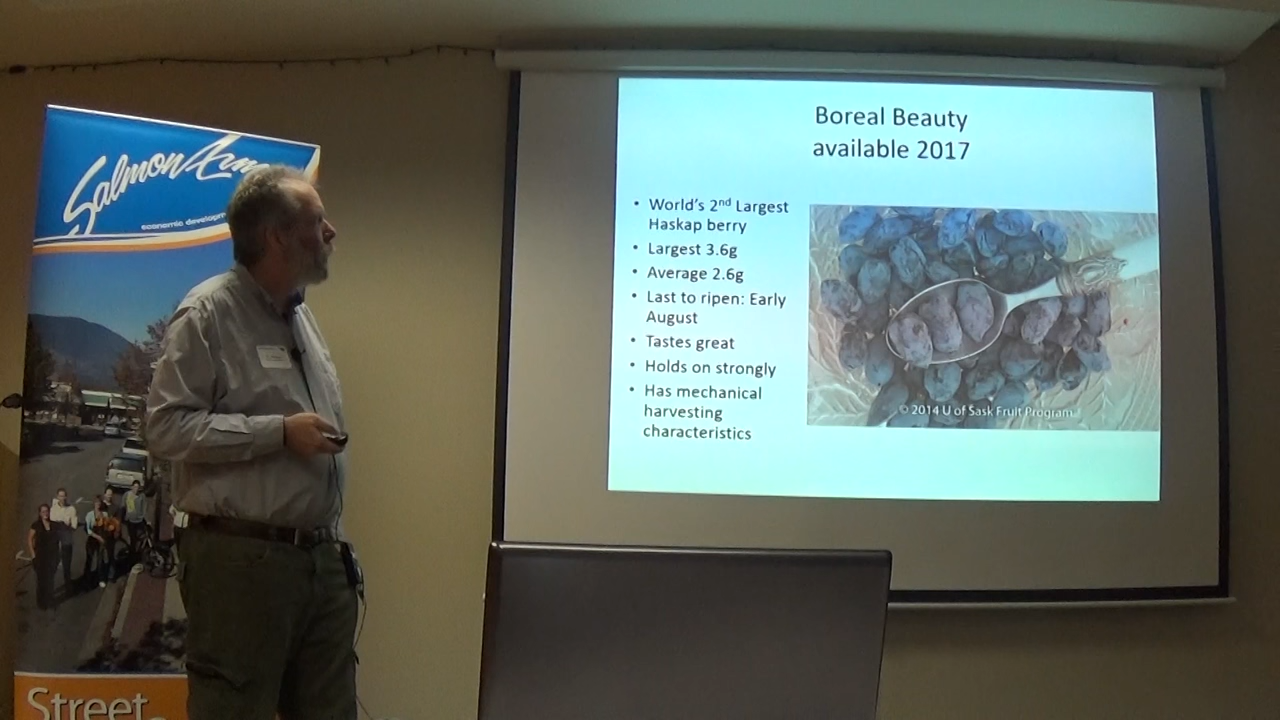 Salmon Arm
economic
Street
Boreal Beauty
available 2017
• World's 2nd Largest
Haskap berry
• Largest 3.6g
• Average 2.6g
• Last to ripen: Early
August
• Tastes great
• Holds on strongly
• Has mechanical
harvesting
characteristics
© 2014 U of Sask Fruit Program